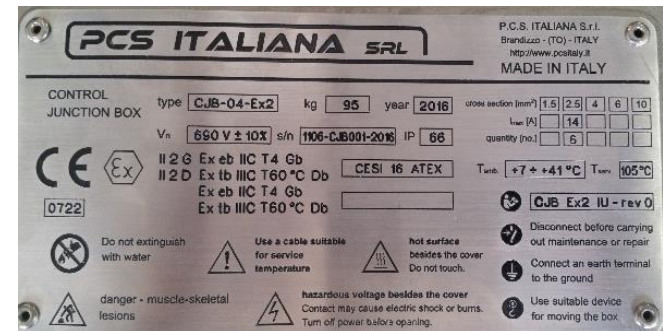 PCS ITALIANA SRL
P.C.S. ITALIANA S.r.l.
Brandizzo - (TO) - ITALY
http://www.pcsitaly.it
MADE IN ITALY
CONTROL
JUNCTION BOX
type CJB-04-Ex2 kg 95 year 2016
cross section [mm²] 1.5 2.5 4 6 10
Imax [A] 14
quantity [no.] 6
Vn 690 V ± 10% s/n 1106-CJB001-2016 IP 66
CE Ex
0722
II 2 G Ex eb IIC T4 Gb
II 2 D Ex tb IIIC T60 °C Db
Ex eb IIC T4 Gb
Ex tb IIIC T60 °C Db
CESI 16 ATEX
Tamb. +7 ÷ +41°C Tserv. 105°C
CJB Ex2 IU - rev 0
Do not extinguish
with water
Use a cable suitable
for service
temperature
hot surface
besides the cover
Do not touch.
Disconnect before carrying
out maintenance or repair
Connect an earth terminal
to the ground
danger - muscle-skeletal
lesions
hazardous voltage besides the cover
Contact may cause electric shock or burns.
Turn off power before opening.
Use suitable device
for moving the box